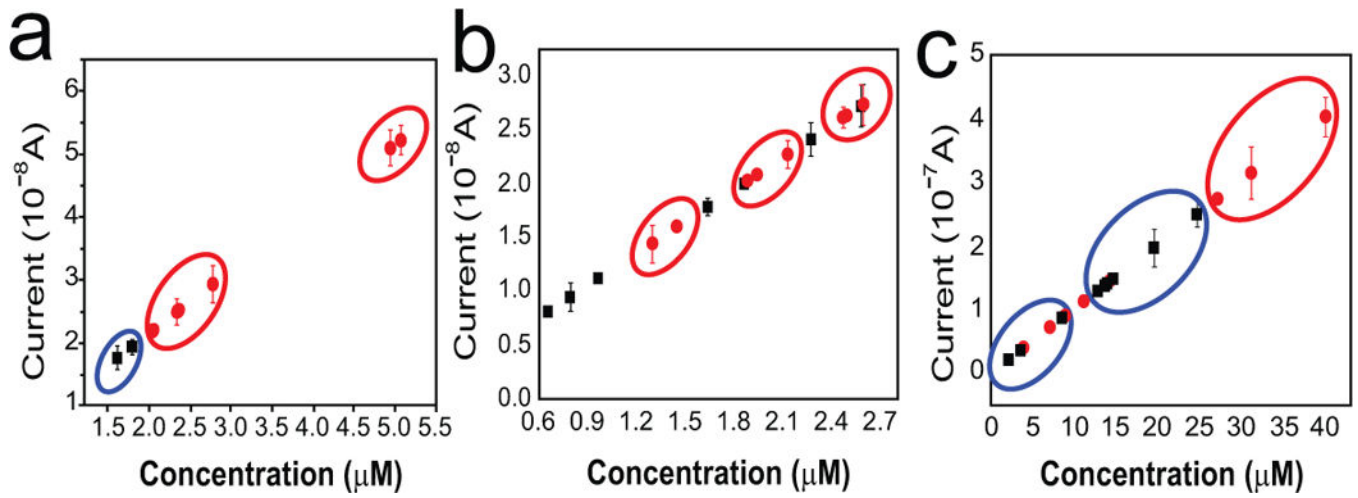 a
Current (10⁻⁸A)
6
5
4
3
2
1
1.5 2.0 2.5 3.0 3.5 4.0 4.5 5.0 5.5
Concentration (μM)
b
Current (10⁻⁸A)
3.0
2.5
2.0
1.5
1.0
0.5
0.0
0.6 0.9 1.2 1.5 1.8 2.1 2.4 2.7
Concentration (μM)
c
Current (10⁻⁷A)
5
4
3
2
1
0
0 5 10 15 20 25 30 35 40
Concentration (μM)